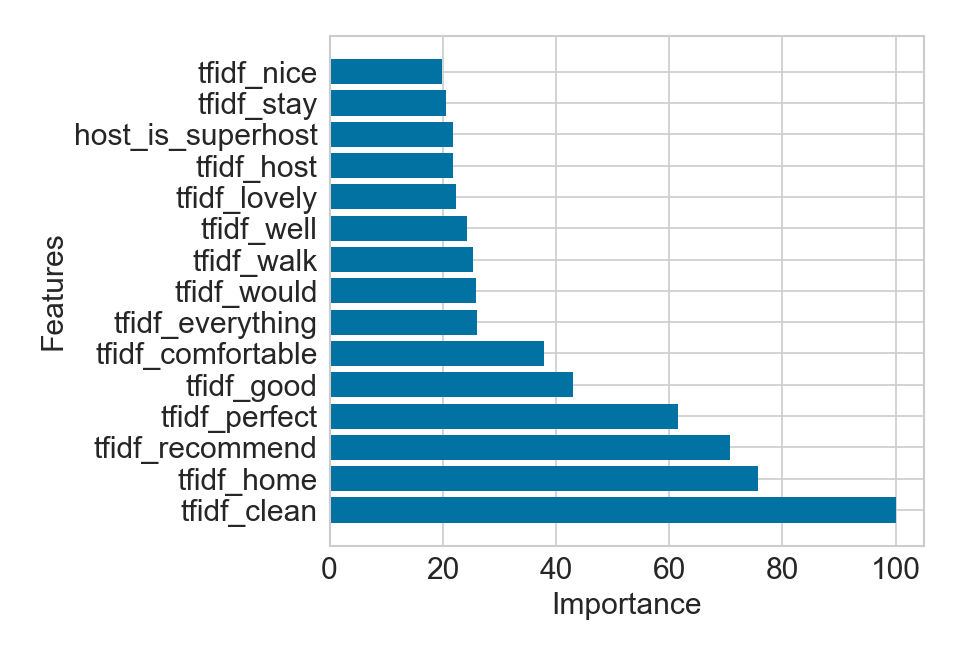 tfidf_nice
tfidf_stay
host_is_superhost
tfidf_host
tfidf_lovely
tfidf_well
tfidf_walk
tfidf_would
tfidf_everything
tfidf_comfortable
tfidf_good
tfidf_perfect
tfidf_recommend
tfidf_home
tfidf_clean
Features
0 20 40 60 80 100
Importance